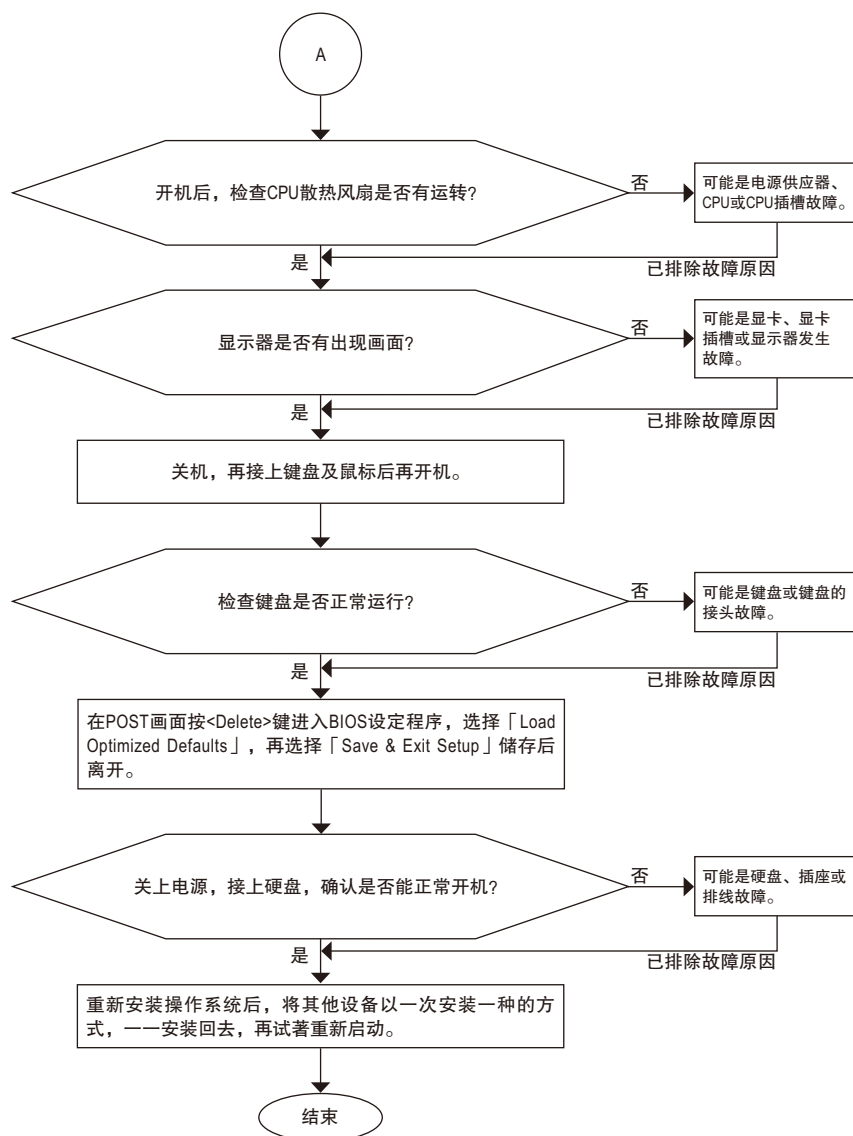 A
开机后，检查CPU散热风扇是否有运转?
否
可能是电源供应器、
CPU或CPU插槽故障。
是
已排除故障原因
显示器是否有出现画面?
否
可能是显卡、显卡
插槽或显示器发生
故障。
是
已排除故障原因
关机，再接上键盘及鼠标后再开机。
检查键盘是否正常运行?
否
可能是键盘或键盘的
接头故障。
是
已排除故障原因
在POST画面按<Delete>键进入BIOS设定程序，选择「Load
Optimized Defaults」，再选择「Save & Exit Setup」储存后
离开。
关上电源，接上硬盘，确认是否能正常开机?
否
可能是硬盘、插座或
排线故障。
是
已排除故障原因
重新安装操作系统后，将其他设备以一次安装一种的方
式，一一安装回去，再试著重新启动。
结束